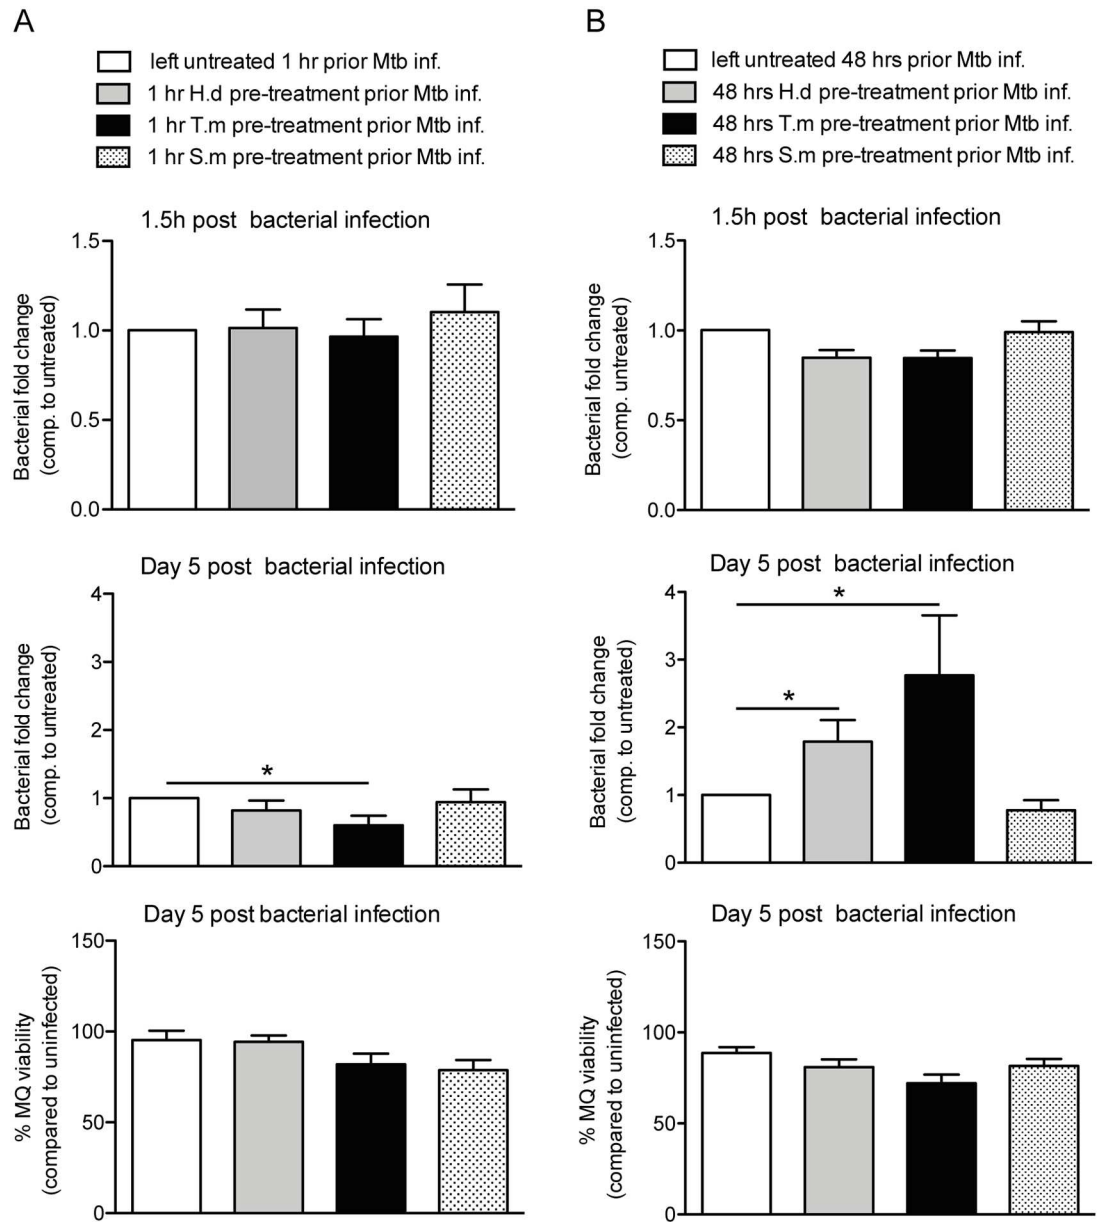 A
left untreated 1 hr prior Mtb inf.
1 hr H.d pre-treatment prior Mtb inf.
1 hr T.m pre-treatment prior Mtb inf.
1 hr S.m pre-treatment prior Mtb inf.
1.5h post bacterial infection
Bacterial fold change
(comp. to untreated)
1.5
1.0
0.5
0.0
Day 5 post bacterial infection
Bacterial fold change
(comp. to untreated)
4
3
2
1
0
*
Day 5 post bacterial infection
% MQ viability
(compared to uninfected)
150
100
50
0
B
left untreated 48 hrs prior Mtb inf.
48 hrs H.d pre-treatment prior Mtb inf.
48 hrs T.m pre-treatment prior Mtb inf.
48 hrs S.m pre-treatment prior Mtb inf.
1.5h post bacterial infection
Bacterial fold change
(comp. untreated)
1.5
1.0
0.5
0.0
Day 5 post bacterial infection
Bacterial fold change
(comp. to untreated)
4
3
2
1
0
*
*
Day 5 post bacterial infection
% MQ viability
(compared to uninfected)
150
100
50
0